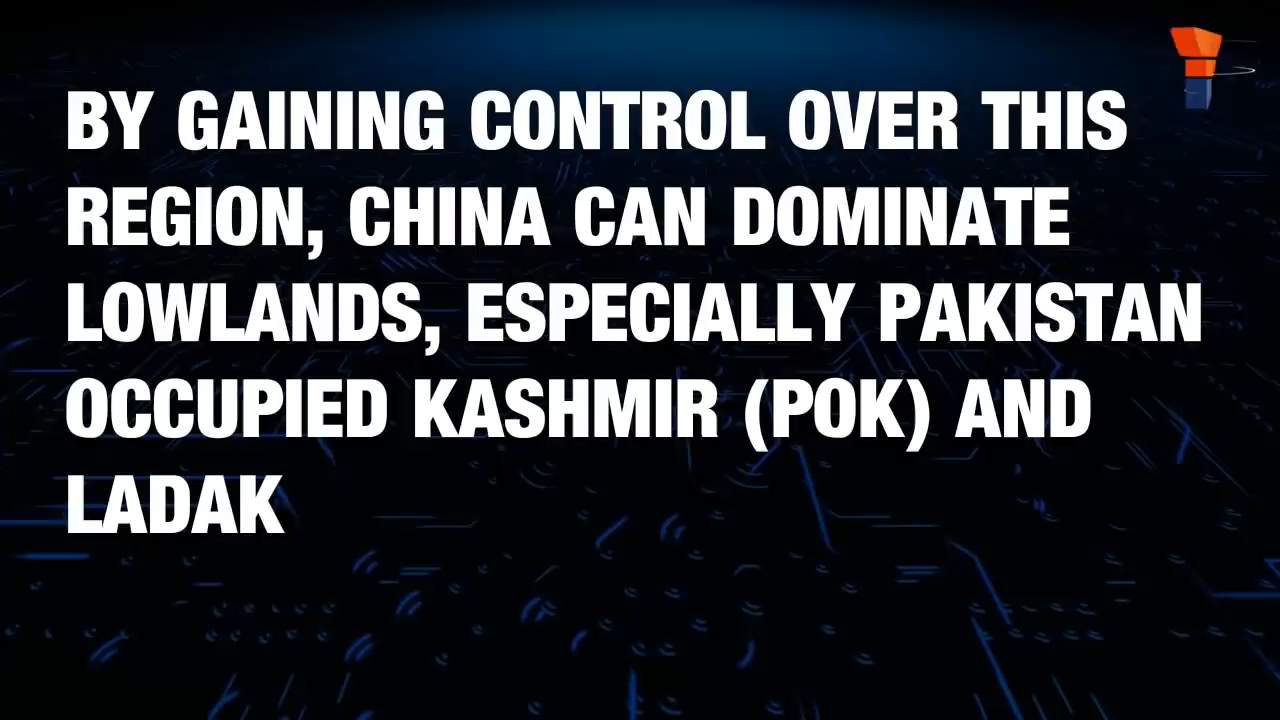 BY GAINING CONTROL OVER THIS
REGION, CHINA CAN DOMINATE
LOWLANDS, ESPECIALLY PAKISTAN
OCCUPIED KASHMIR (POK) AND
LADAK